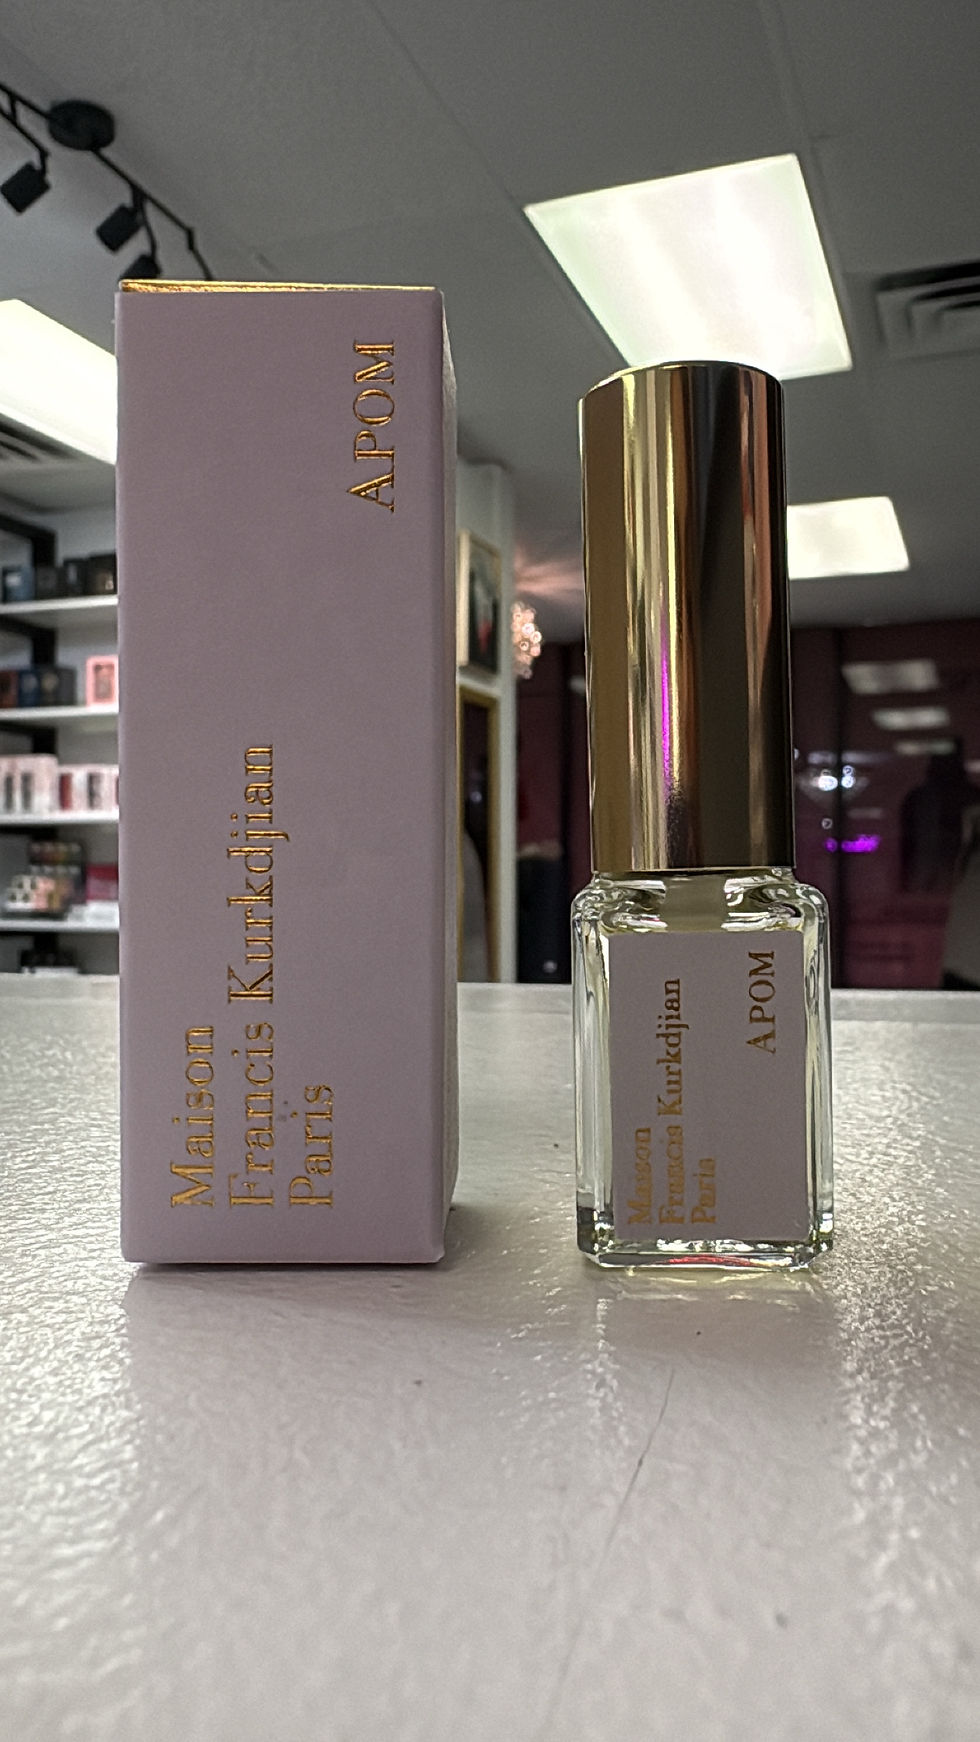 Maison
Francis Kurkdjian
Paris
APOM
Maison
Francis Kurkdjian
Paris
APOM